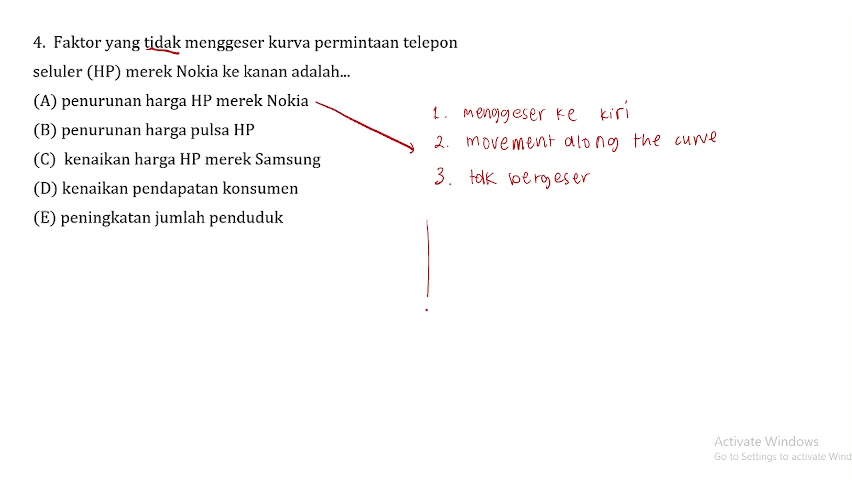 4. Faktor yang tidak menggeser kurva permintaan telepon
seluler (HP) merek Nokia ke kanan adalah...
(A) penurunan harga HP merek Nokia
(B) penurunan harga pulsa HP
(C) kenaikan harga HP merek Samsung
(D) kenaikan pendapatan konsumen
(E) peningkatan jumlah penduduk
1. menggeser ke kiri
2. movement along the curve
3. tdk bergeser
Activate Windows
Go to Settings to activate Wind